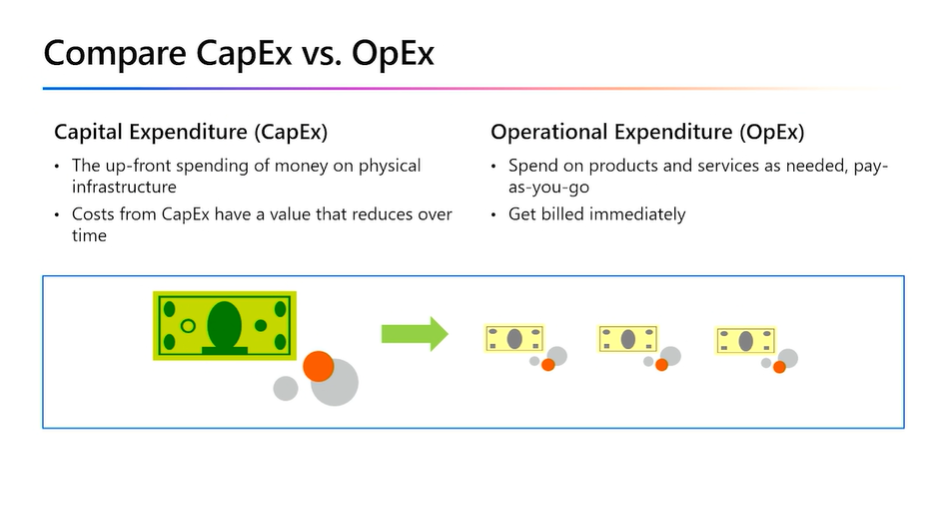 Compare CapEx vs. OpEx
Capital Expenditure (CapEx)
• The up-front spending of money on physical
infrastructure
• Costs from CapEx have a value that reduces over
time
Operational Expenditure (OpEx)
• Spend on products and services as needed, pay-
as-you-go
• Get billed immediately